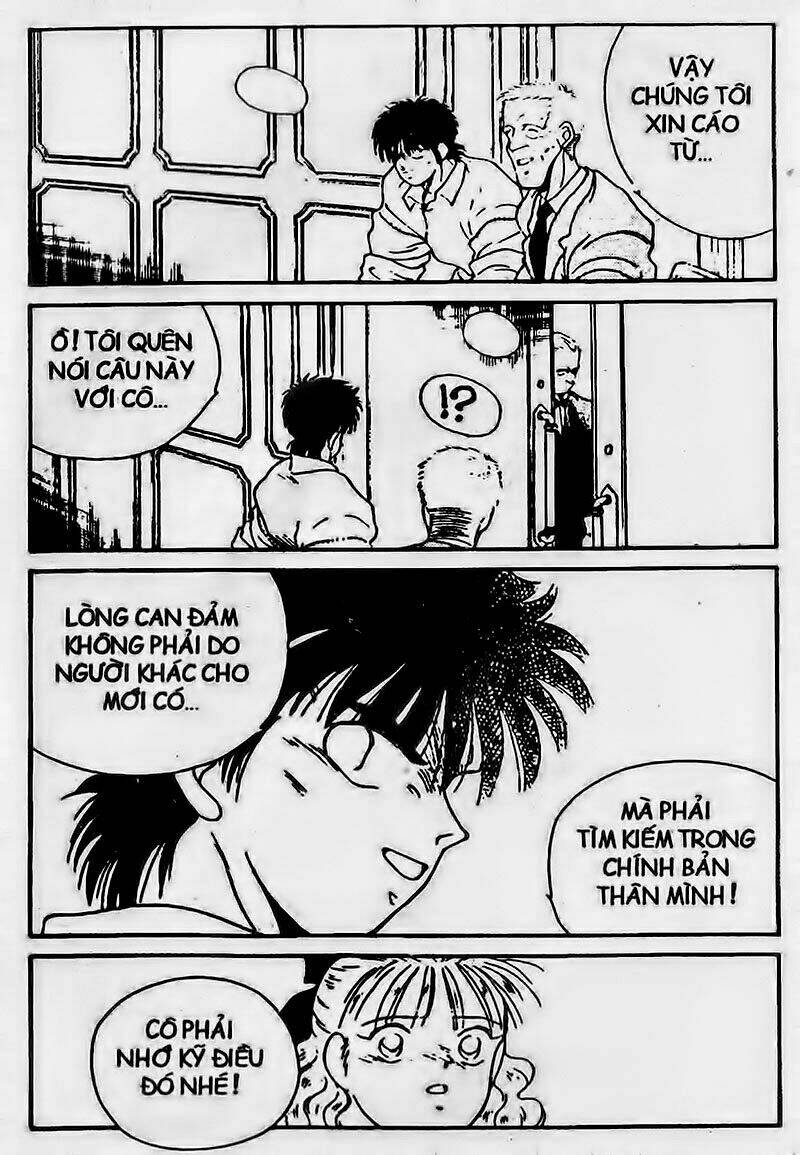 VẬY
CHÚNG TÔI
XIN CÁO
TỪ...
Ồ! TÔI QUÊN
NÓI CÂU NÀY
VỚI CÔ...
!?
LÒNG CAN ĐẢM
KHÔNG PHẢI DO
NGƯỜI KHÁC CHO
MỚI CÓ...
MÀ PHẢI
TÌM KIẾM TRONG
CHÍNH BẢN
THÂN MÌNH!
CÔ PHẢI
NHỚ KỸ ĐIỀU
ĐÓ NHÉ!